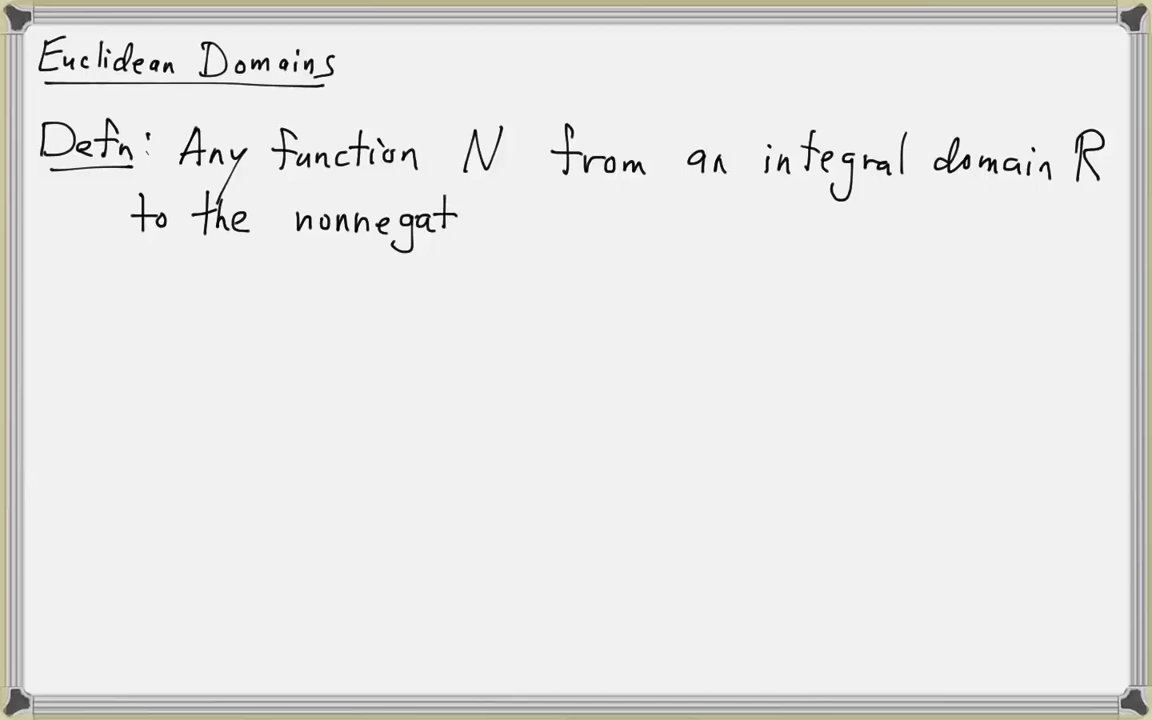 Euclidean Domains
Defn: Any function N from an integral domain R
to the nonnegat